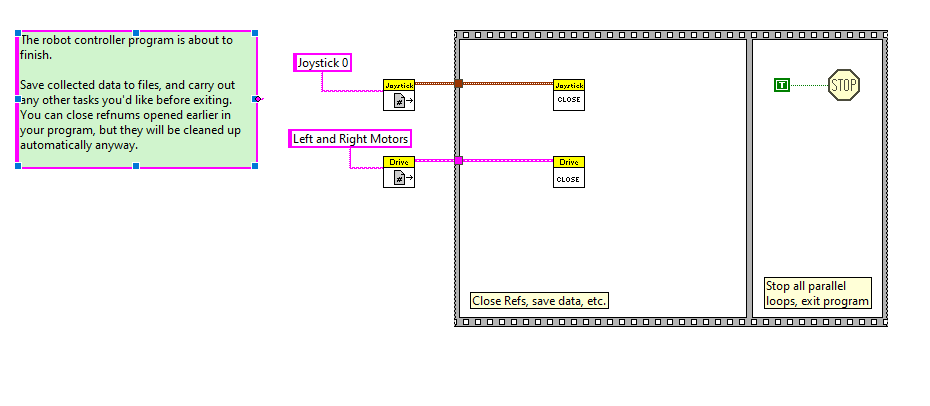 The robot controller program is about to
finish.
Save collected data to files, and carry out
any other tasks you'd like before exiting.
You can close refnums opened earlier in
your program, but they will be cleaned up
automatically anyway.
Joystick 0
Joystick
#
Left and Right Motors
Drive
#
Joystick
CLOSE
Drive
CLOSE
Close Refs, save data, etc.
T
STOP
Stop all parallel
loops, exit program